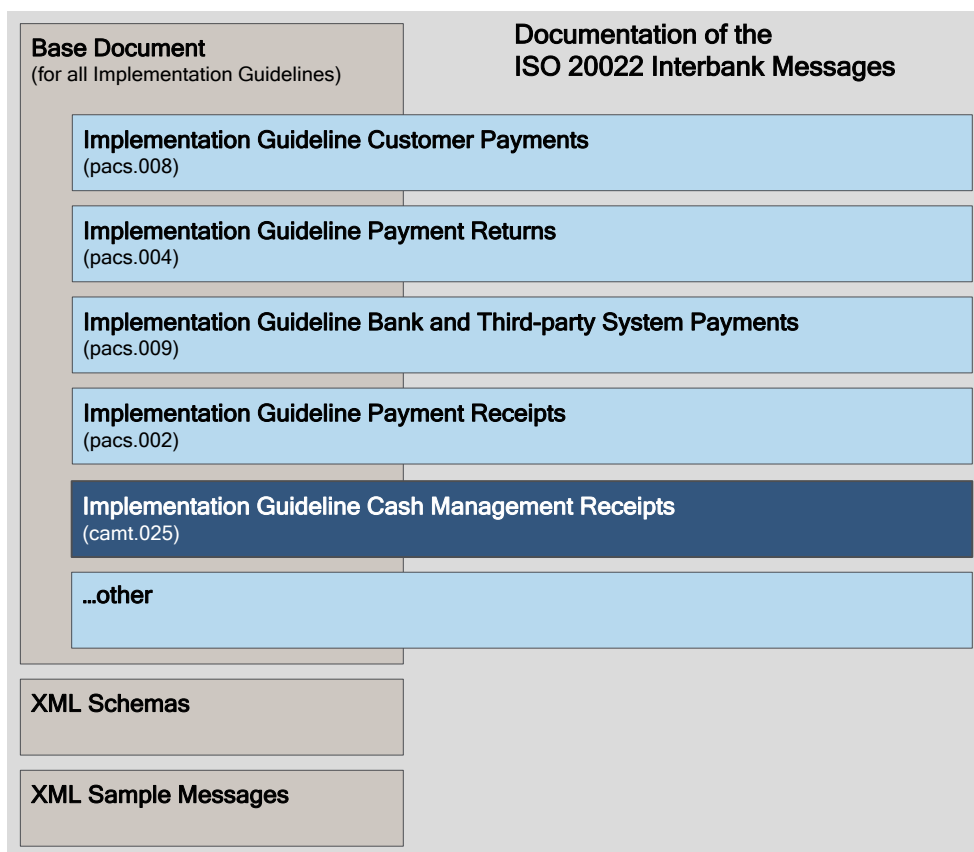 Base Document
(for all Implementation Guidelines)
Documentation of the
ISO 20022 Interbank Messages
Implementation Guideline Customer Payments
(pacs.008)
Implementation Guideline Payment Returns
(pacs.004)
Implementation Guideline Bank and Third-party System Payments
(pacs.009)
Implementation Guideline Payment Receipts
(pacs.002)
Implementation Guideline Cash Management Receipts
(camt.025)
...other
XML Schemas
XML Sample Messages